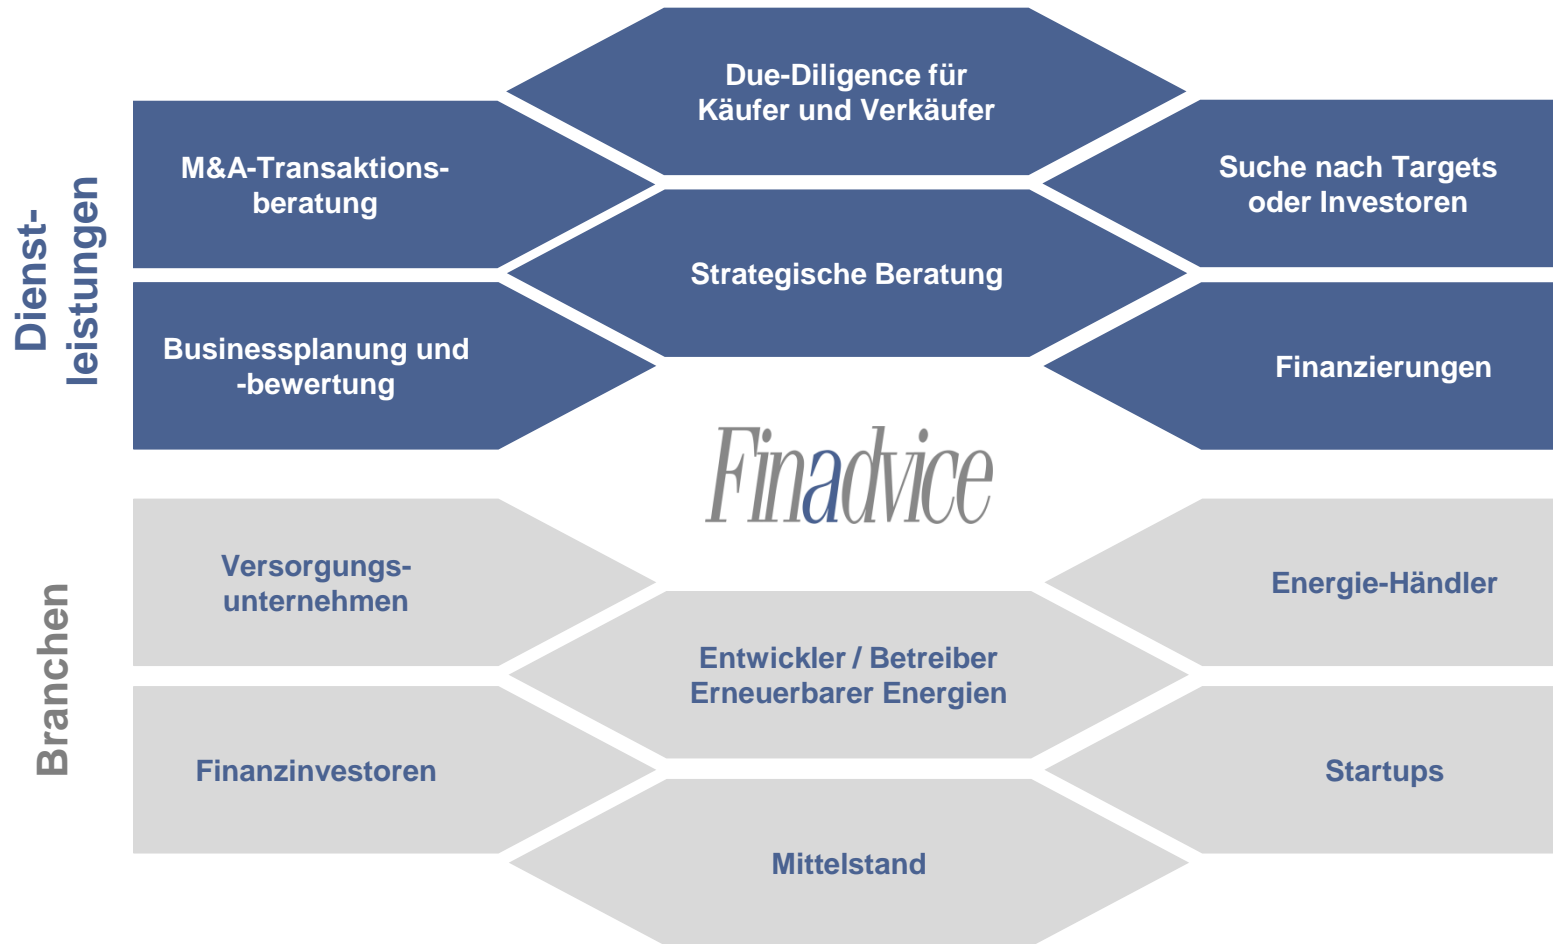 Dienst-
leistungen
Due-Diligence für
Käufer und Verkäufer
M&A-Transaktions-
beratung
Suche nach Targets
oder Investoren
Strategische Beratung
Businessplanung und
-bewertung
Finanzierungen
Finadvice
Branchen
Versorgungs-
unternehmen
Energie-Händler
Entwickler / Betreiber
Erneuerbarer Energien
Finanzinvestoren
Startups
Mittelstand